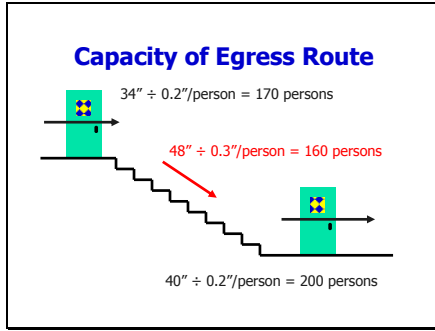 Capacity of Egress Route
34” ÷ 0.2”/person = 170 persons
48” ÷ 0.3”/person = 160 persons
40” ÷ 0.2”/person = 200 persons